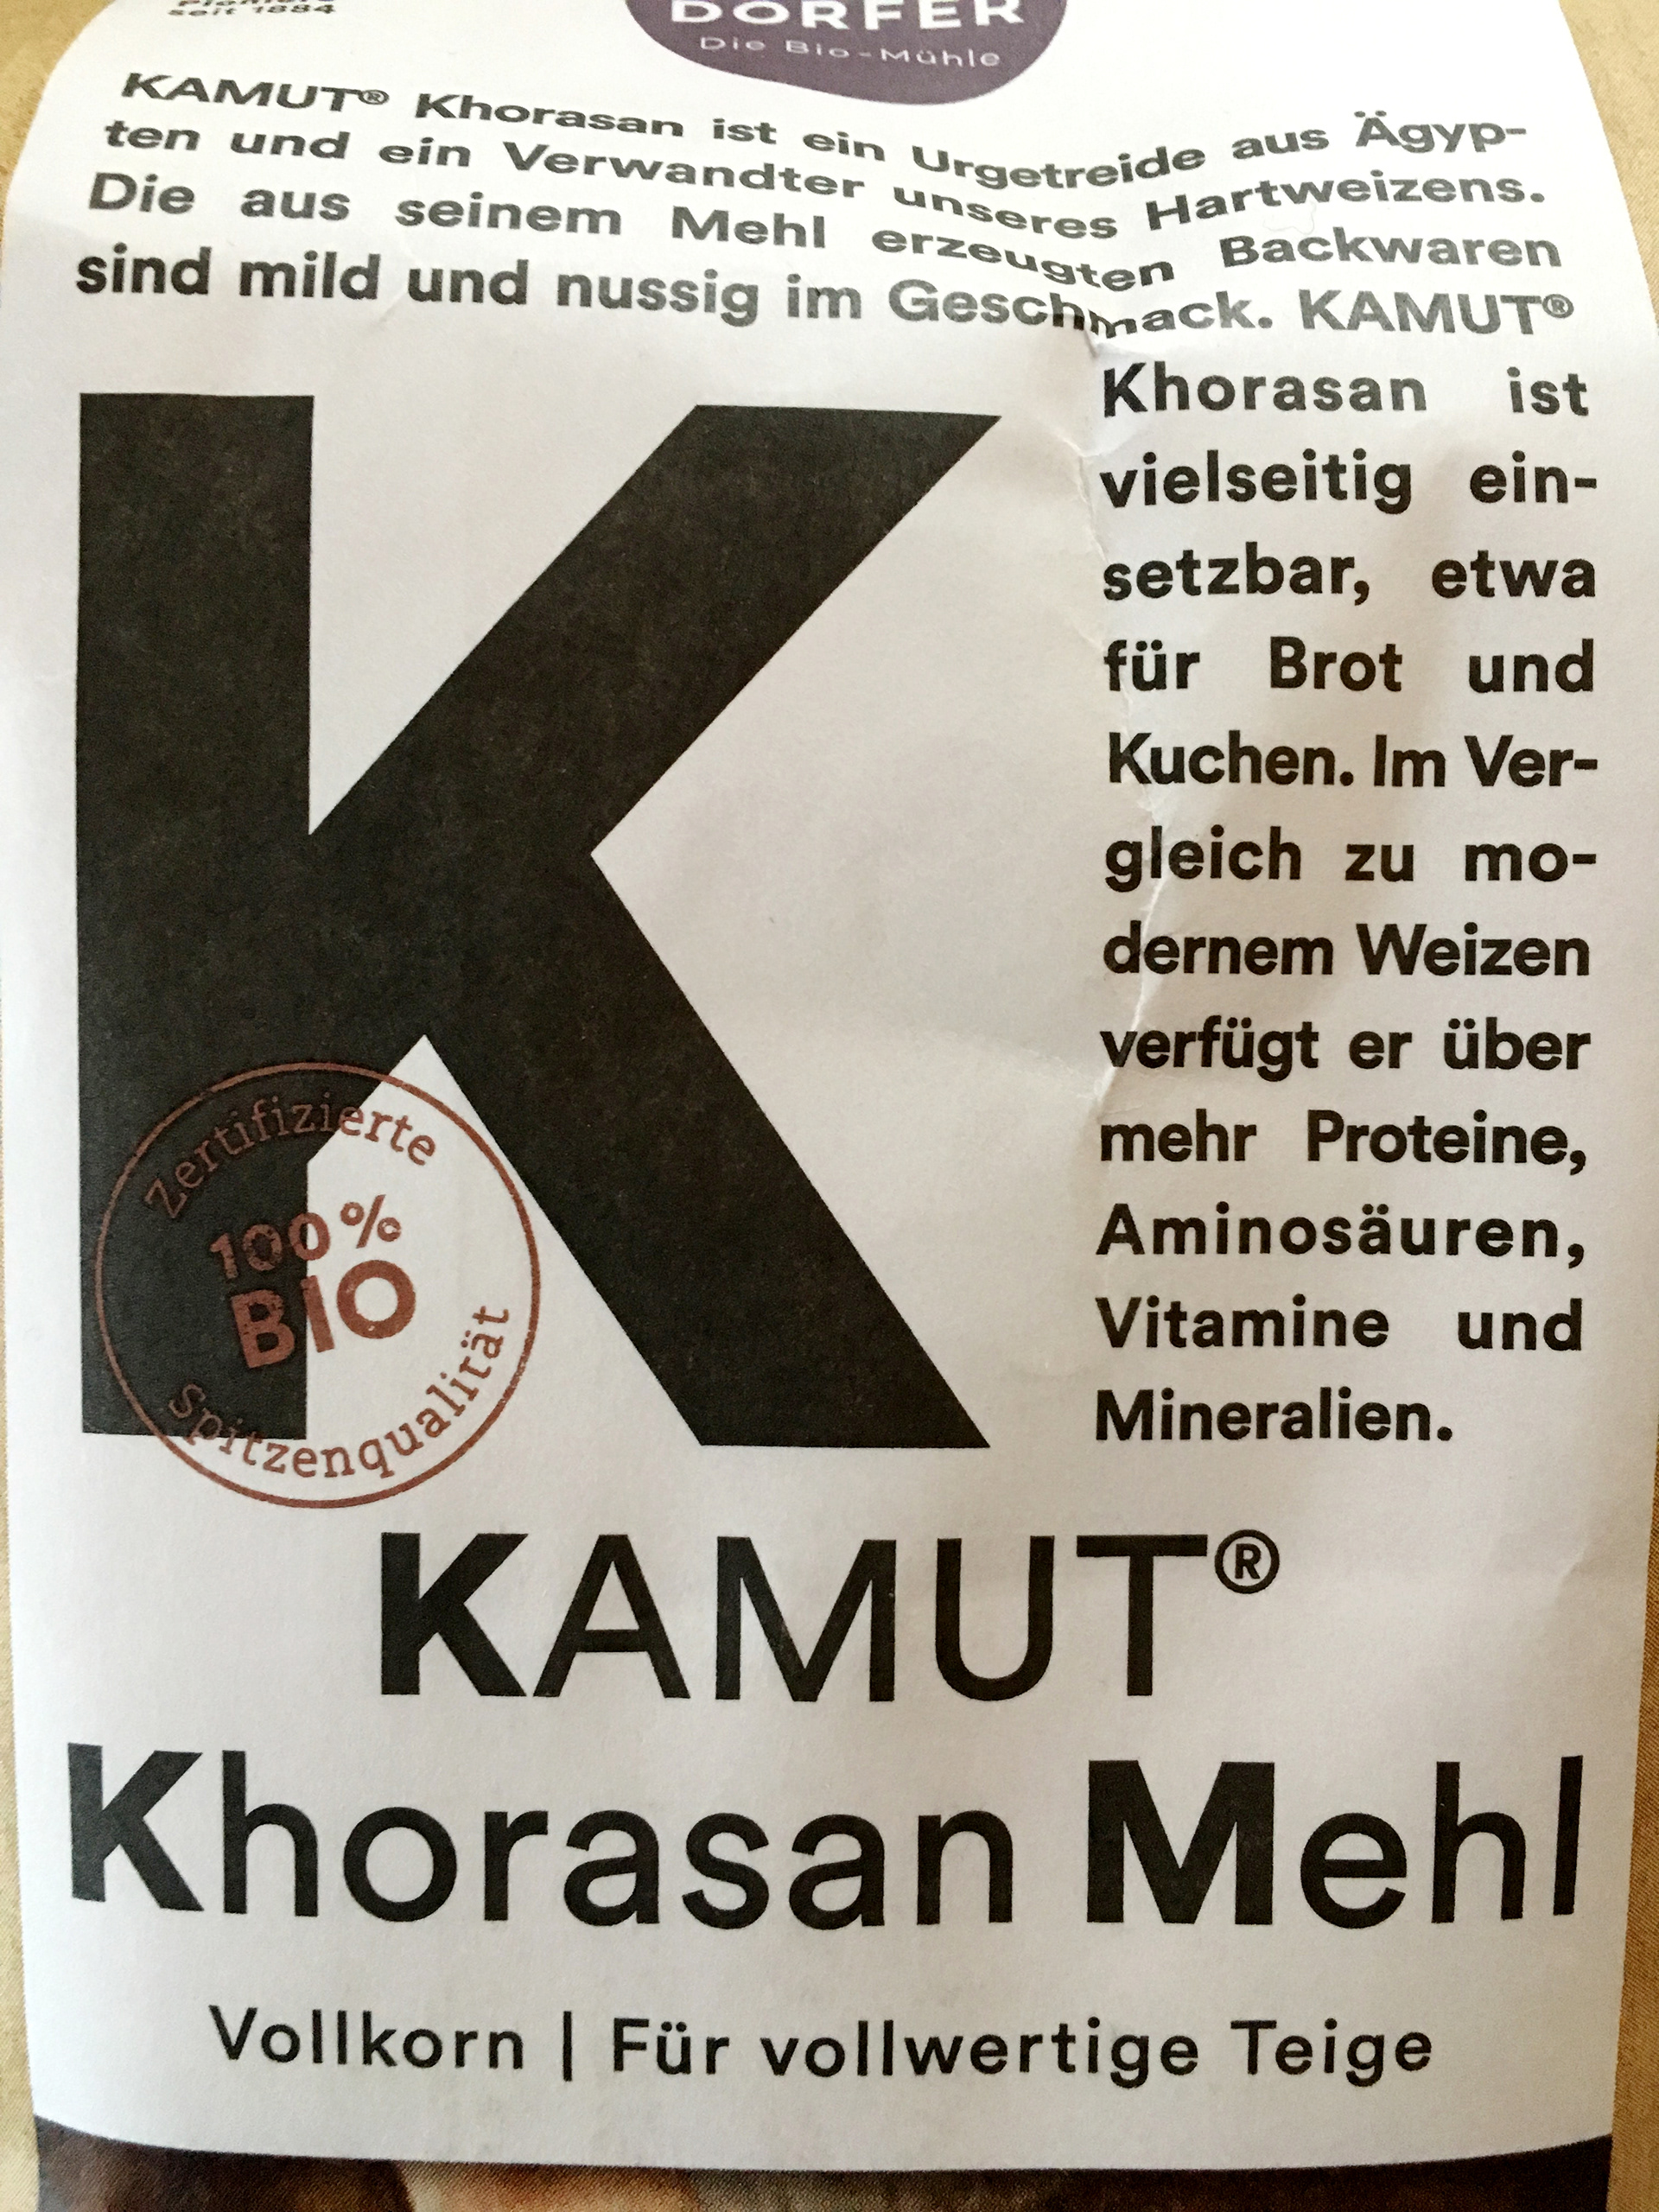 seit 1884
DORFER
Die Bio-Mühle
KAMUT® Khorasan ist ein Urgetreide aus Ägyp-
ten und ein Verwandter unseres Hartweizens.
Die aus seinem Mehl erzeugten Backwaren
sind mild und nussig im Geschmack. KAMUT®
Khorasan ist
vielseitig ein-
setzbar, etwa
für Brot und
Kuchen. Im Ver-
gleich zu mo-
dernem Weizen
verfügt er über
mehr Proteine,
Aminosäuren,
Vitamine und
Mineralien.
K
Zertifizierte
100%
BIO
Spitzenqualität
KAMUT®
Khorasan Mehl
Vollkorn | Für vollwertige Teige